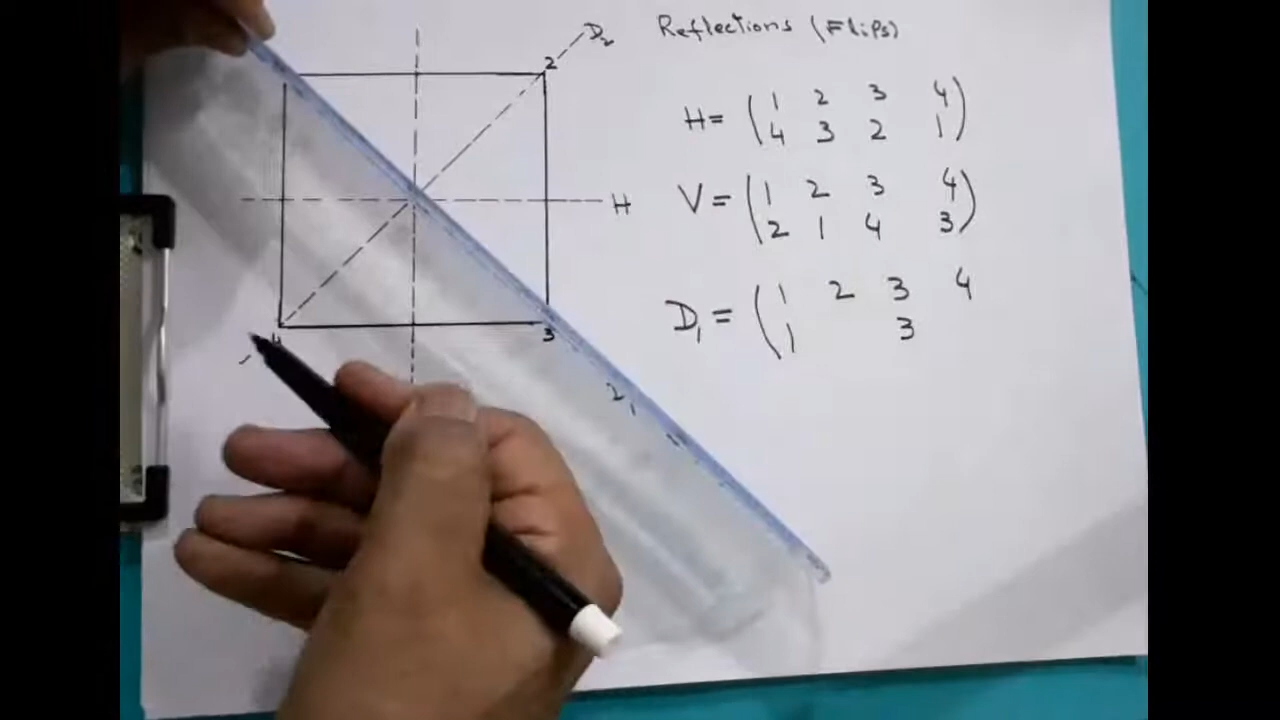 Reflections (Flips)
D2
2
H = ( 1 2 3 4 )
4 3 2 1
V = ( 1 2 3 4 )
2 1 4 3
H
D1 = ( 1 2 3 4
1 3
3
4